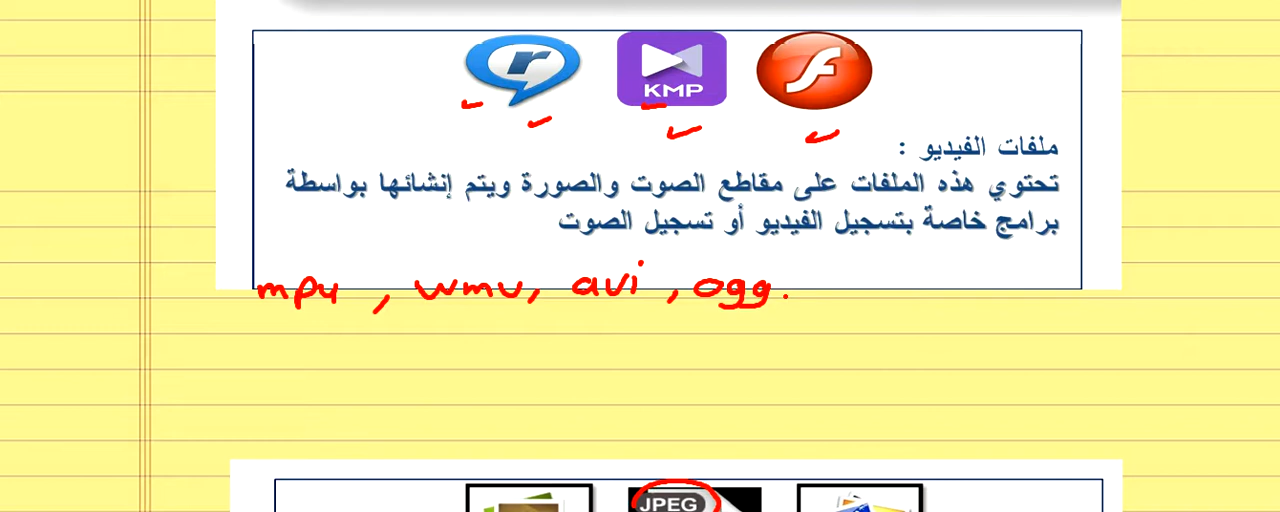 r KMP f
ملفات الفيديو :
تحتوي هذه الملفات على مقاطع الصوت والصورة ويتم إنشائها بواسطة
برامج خاصة بتسجيل الفيديو أو تسجيل الصوت
mp4 , wmv, avi , ogg.
JPEG